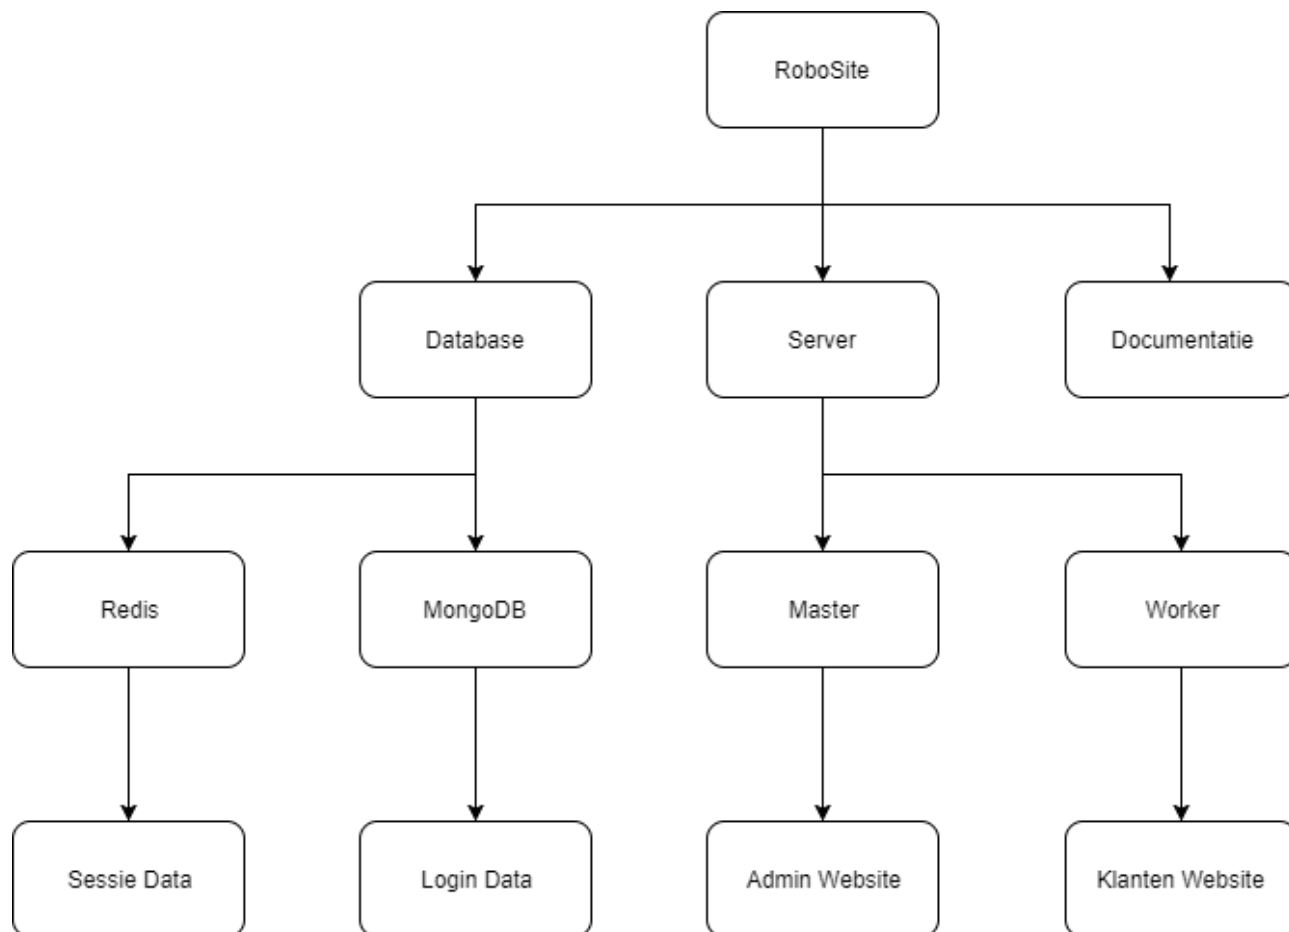 RoboSite
Database
Server
Documentatie
Redis
MongoDB
Master
Worker
Sessie Data
Login Data
Admin Website
Klanten Website